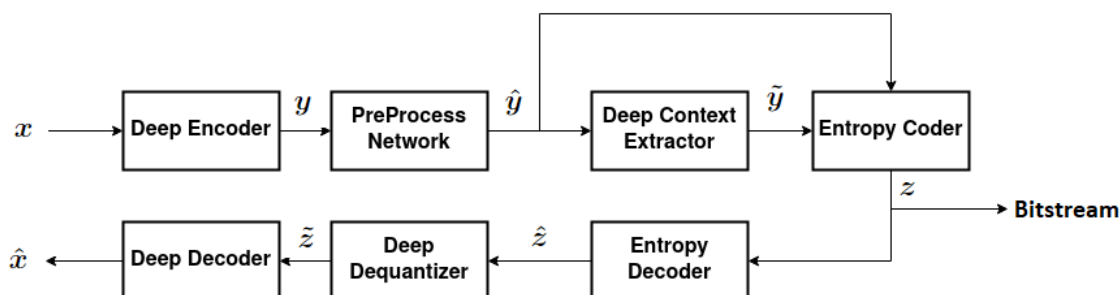 x
Deep Encoder
y
PreProcess
Network
ŷ
Deep Context
Extractor
ỹ
Entropy Coder
z
Bitstream
x̂
Deep Decoder
z̃
Deep
Dequantizer
ẑ
Entropy
Decoder